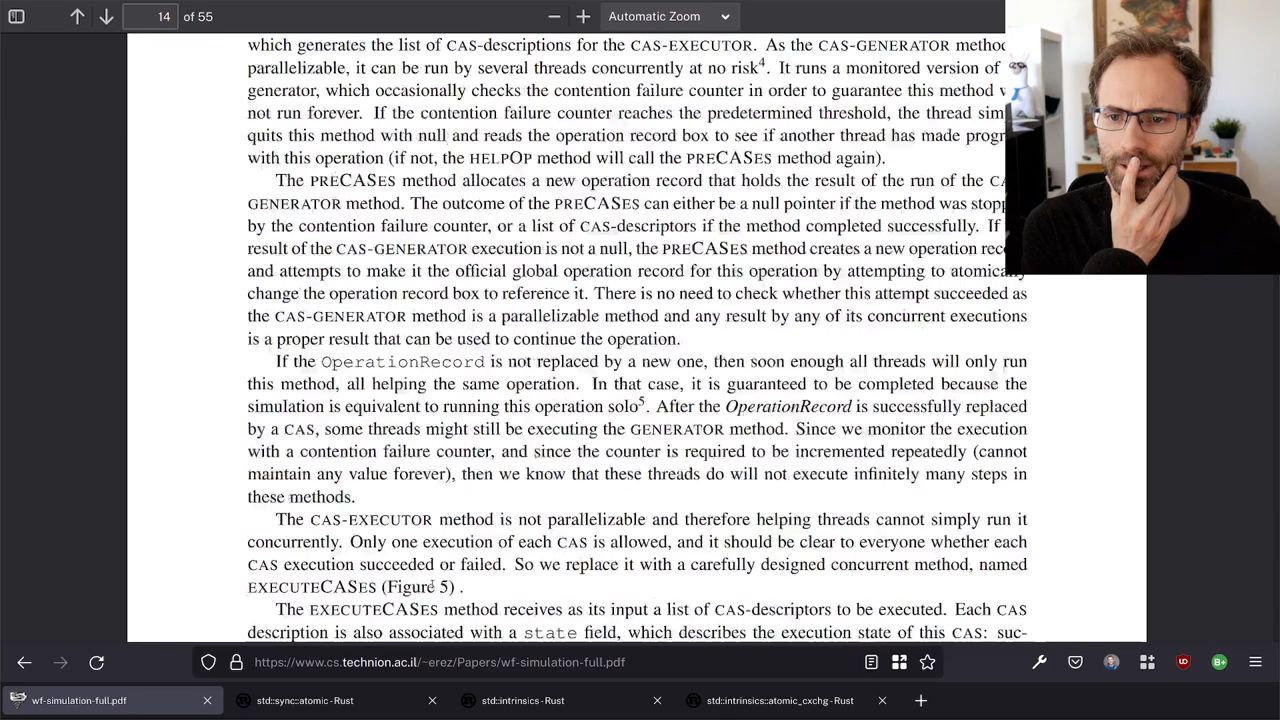 14 of 55
Automatic Zoom
which generates the list of CAS-descriptions for the CAS-EXECUTOR. As the CAS-GENERATOR method
parallelizable, it can be run by several threads concurrently at no risk4. It runs a monitored version of
generator, which occasionally checks the contention failure counter in order to guarantee this method
not run forever. If the contention failure counter reaches the predetermined threshold, the thread sim
quits this method with null and reads the operation record box to see if another thread has made progr
with this operation (if not, the HELPOP method will call the PRECASES method again).
The PRECASES method allocates a new operation record that holds the result of the run of the CA
GENERATOR method. The outcome of the PRECASES can either be a null pointer if the method was stopp
by the contention failure counter, or a list of CAS-descriptors if the method completed successfully. If
result of the CAS-GENERATOR execution is not a null, the PRECASES method creates a new operation reco
and attempts to make it the official global operation record for this operation by attempting to atomically
change the operation record box to reference it. There is no need to check whether this attempt succeeded as
the CAS-GENERATOR method is a parallelizable method and any result by any of its concurrent executions
is a proper result that can be used to continue the operation.
If the OperationRecord is not replaced by a new one, then soon enough all threads will only run
this method, all helping the same operation. In that case, it is guaranteed to be completed because the
simulation is equivalent to running this operation solo5. After the OperationRecord is successfully replaced
by a CAS, some threads might still be executing the GENERATOR method. Since we monitor the execution
with a contention failure counter, and since the counter is required to be incremented repeatedly (cannot
maintain any value forever), then we know that these threads do will not execute infinitely many steps in
these methods.
The CAS-EXECUTOR method is not parallelizable and therefore helping threads cannot simply run it
concurrently. Only one execution of each CAS is allowed, and it should be clear to everyone whether each
CAS execution succeeded or failed. So we replace it with a carefully designed concurrent method, named
EXECUTECASES (Figure 5) .
The EXECUTECASES method receives as its input a list of CAS-descriptors to be executed. Each CAS
description is also associated with a state field, which describes the execution state of this CAS: suc-
https://www.cs.technion.ac.il/~erez/Papers/wf-simulation-full.pdf
wf-simulation-full.pdf
std::sync::atomic - Rust
std::intrinsics - Rust
std::intrinsics::atomic_cxchg - Rust